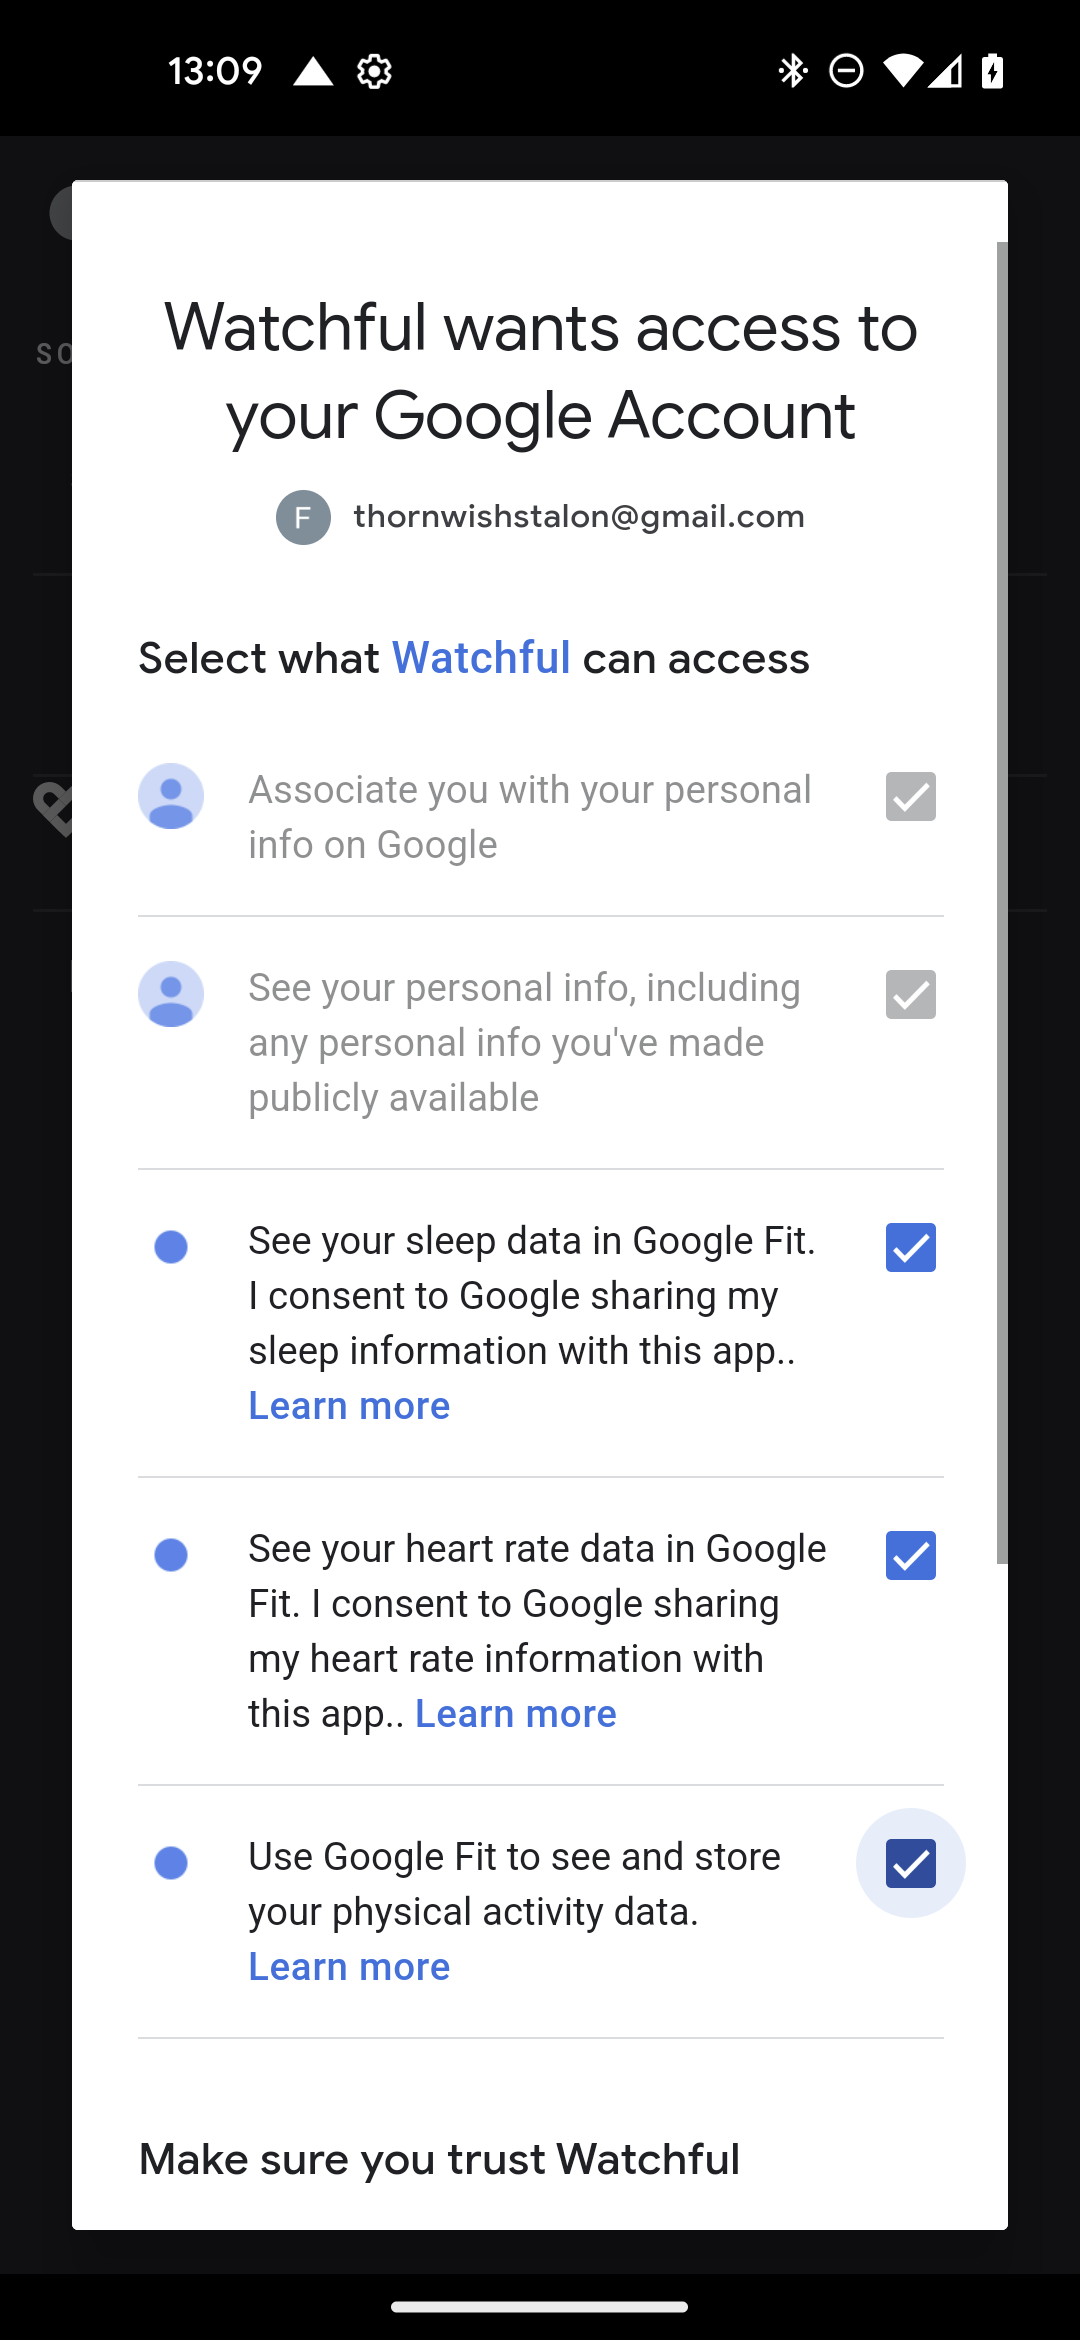 13:09
Watchful wants access to
your Google Account
F thornwishstalon@gmail.com
Select what Watchful can access
Associate you with your personal
info on Google
See your personal info, including
any personal info you've made
publicly available
See your sleep data in Google Fit.
I consent to Google sharing my
sleep information with this app..
Learn more
See your heart rate data in Google
Fit. I consent to Google sharing
my heart rate information with
this app.. Learn more
Use Google Fit to see and store
your physical activity data.
Learn more
Make sure you trust Watchful